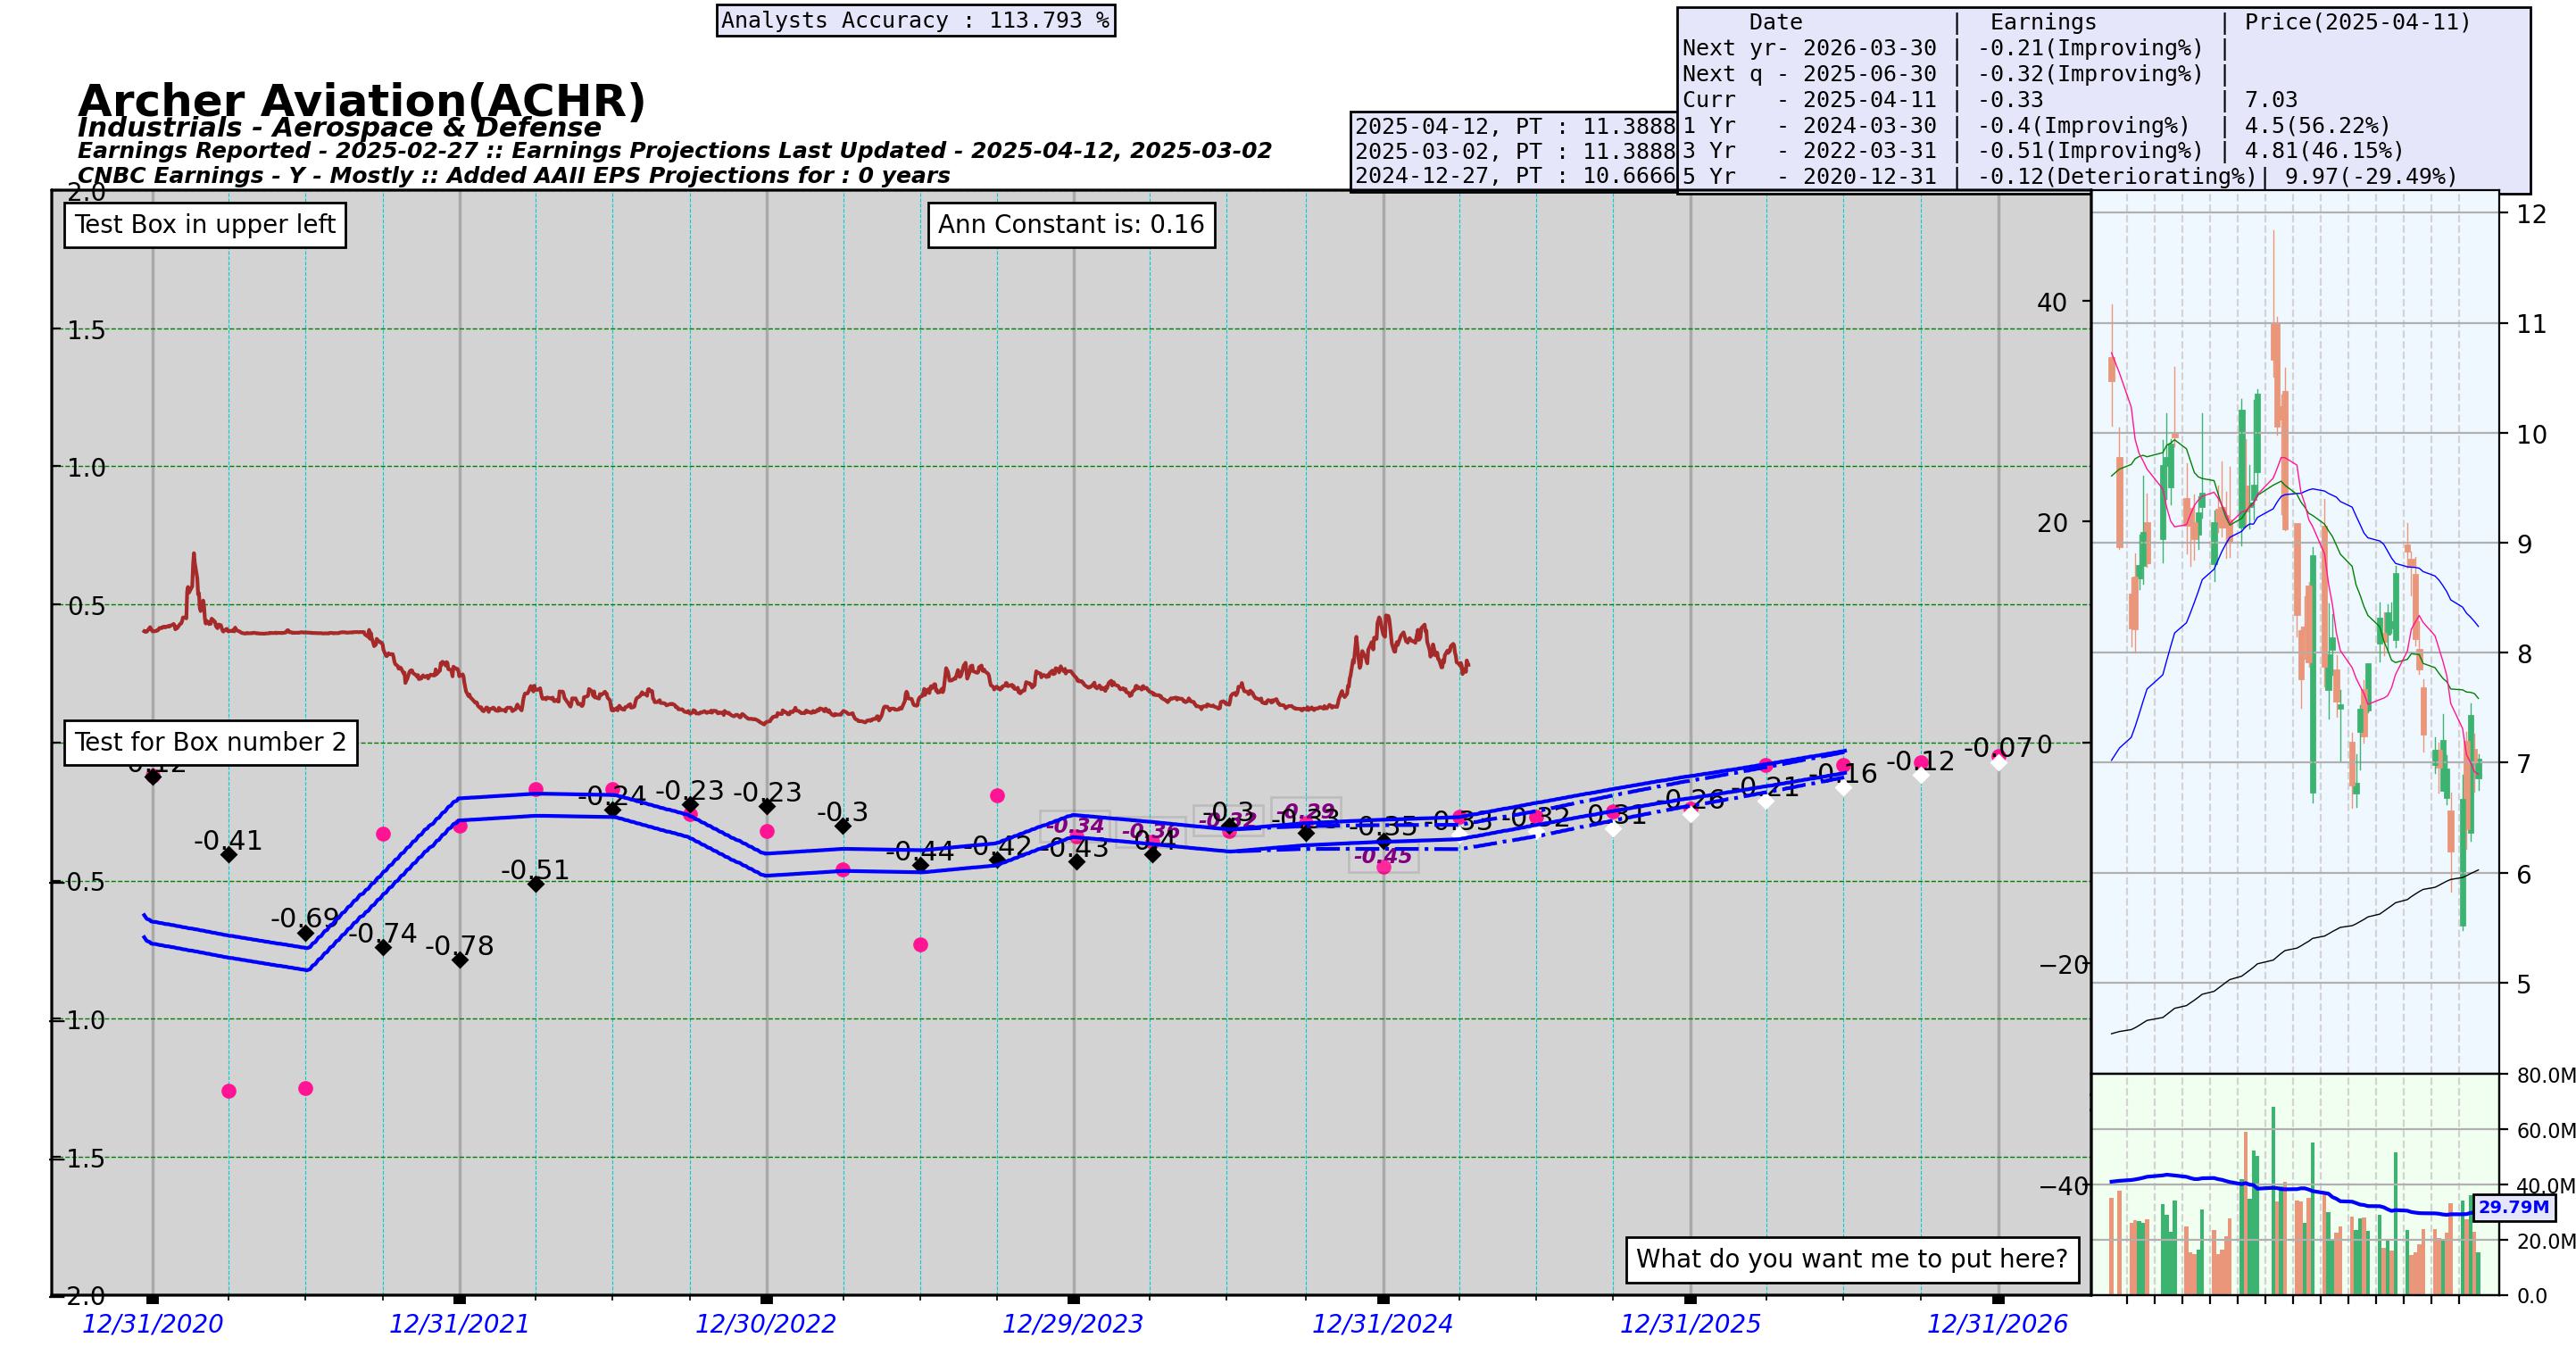 Analysts Accuracy : 113.793 %
Date | Earnings | Price(2025-04-11)
Next yr- 2026-03-30 | -0.21(Improving%) |
Next q - 2025-06-30 | -0.32(Improving%) |
Curr - 2025-04-11 | -0.33 | 7.03
1 Yr - 2024-03-30 | -0.4(Improving%) | 4.5(56.22%)
3 Yr - 2022-03-31 | -0.51(Improving%) | 4.81(46.15%)
5 Yr - 2020-12-31 | -0.12(Deteriorating%)| 9.97(-29.49%)
Archer Aviation(ACHR)
Industrials - Aerospace & Defense
Earnings Reported - 2025-02-27 :: Earnings Projections Last Updated - 2025-04-12, 2025-03-02
CNBC Earnings - Y - Mostly :: Added AAII EPS Projections for : 0 years
2025-04-12, PT : 11.3888
2025-03-02, PT : 11.3888
2024-12-27, PT : 10.6666
Test Box in upper left
Ann Constant is: 0.16
2.0
1.5
1.0
0.5
Test for Box number 2
−0.5
−1.0
−1.5
−2.0
-0.41
-0.69
-0.74
-0.78
-0.51
-0.24
-0.23
-0.23
-0.3
-0.44
-0.42
-0.43
-0.4
-0.3
-0.33
-0.35
-0.33
-0.32
-0.31
-0.26
-0.21
-0.16
-0.12
-0.07
-0.34
-0.36
-0.32
-0.29
-0.45
40
20
0
−20
−40
12
11
10
9
8
7
6
5
80.0M
60.0M
40.0M
29.79M
20.0M
0.0
What do you want me to put here?
12/31/2020
12/31/2021
12/30/2022
12/29/2023
12/31/2024
12/31/2025
12/31/2026